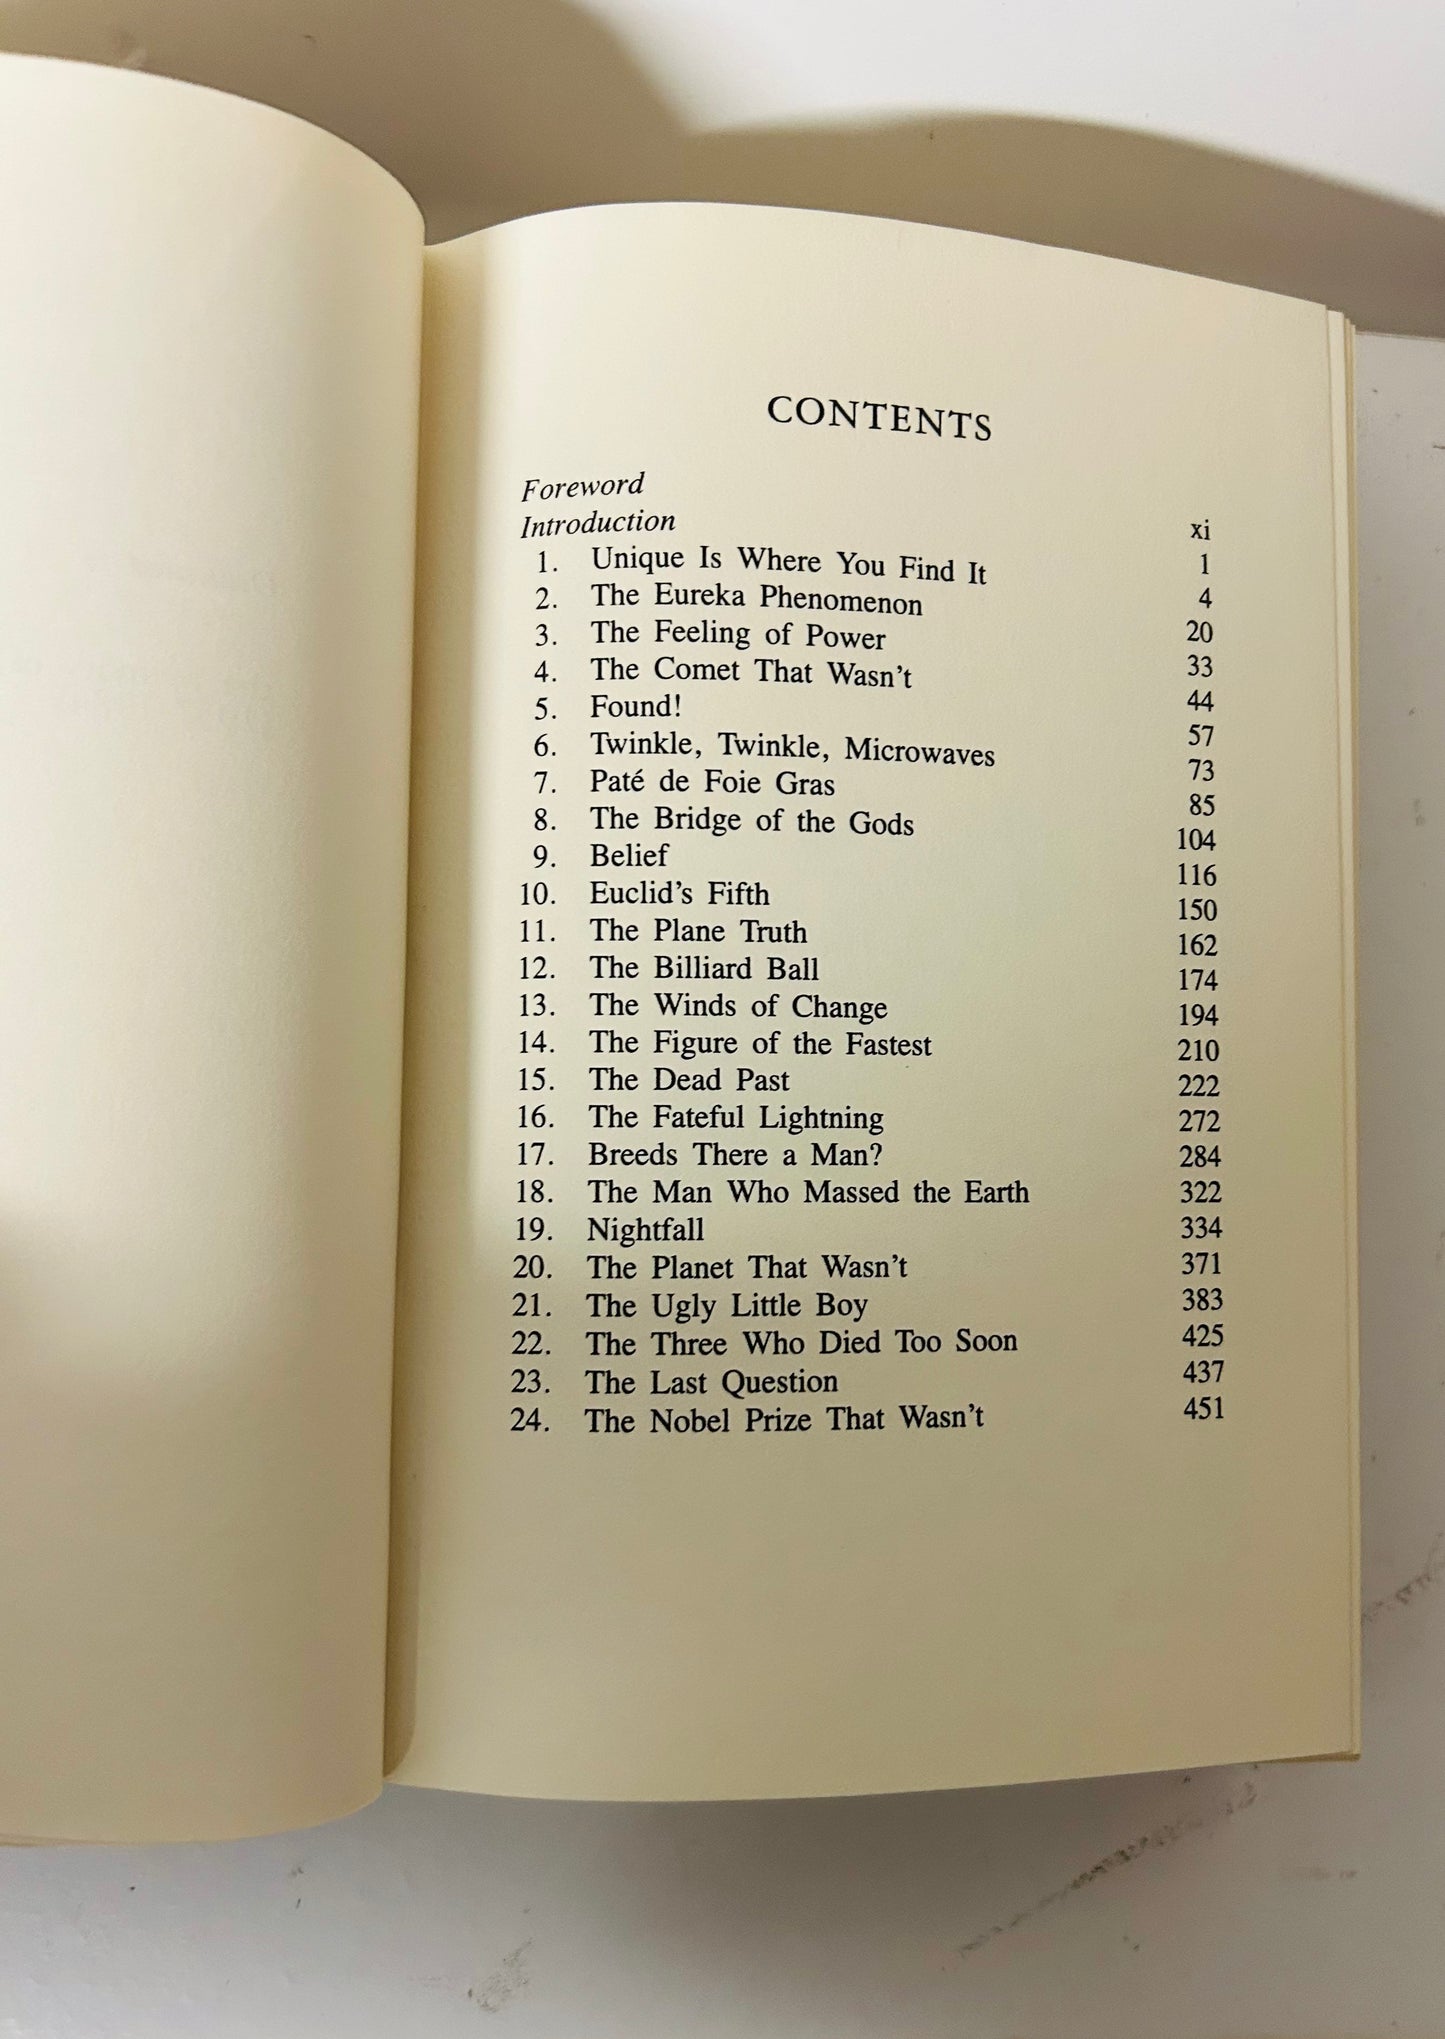 CONTENTS
Foreword xi
Introduction 1
1. Unique Is Where You Find It 4
2. The Eureka Phenomenon 20
3. The Feeling of Power 33
4. The Comet That Wasn't 44
5. Found! 57
6. Twinkle, Twinkle, Microwaves 73
7. Paté de Foie Gras 85
8. The Bridge of the Gods 104
9. Belief 116
10. Euclid's Fifth 150
11. The Plane Truth 162
12. The Billiard Ball 174
13. The Winds of Change 194
14. The Figure of the Fastest 210
15. The Dead Past 222
16. The Fateful Lightning 272
17. Breeds There a Man? 284
18. The Man Who Massed the Earth 322
19. Nightfall 334
20. The Planet That Wasn't 371
21. The Ugly Little Boy 383
22. The Three Who Died Too Soon 425
23. The Last Question 437
24. The Nobel Prize That Wasn't 451